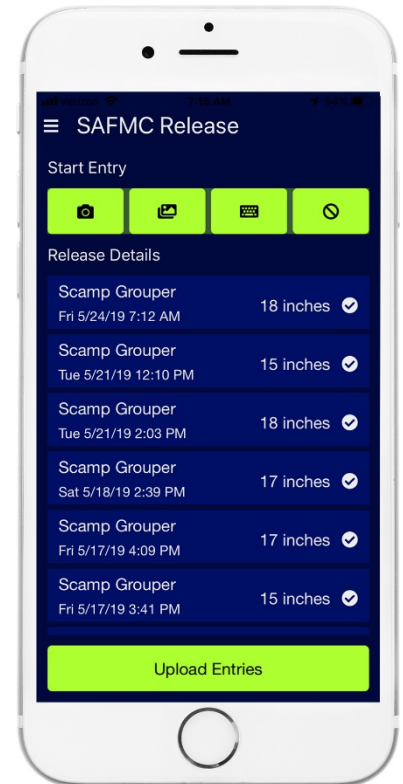 SAFMC Release
Start Entry
Release Details
Scamp Grouper
Fri 5/24/19 7:12 AM
18 inches
Scamp Grouper
Tue 5/21/19 12:10 PM
15 inches
Scamp Grouper
Tue 5/21/19 2:03 PM
18 inches
Scamp Grouper
Sat 5/18/19 2:39 PM
17 inches
Scamp Grouper
Fri 5/17/19 4:09 PM
17 inches
Scamp Grouper
Fri 5/17/19 3:41 PM
15 inches
Upload Entries